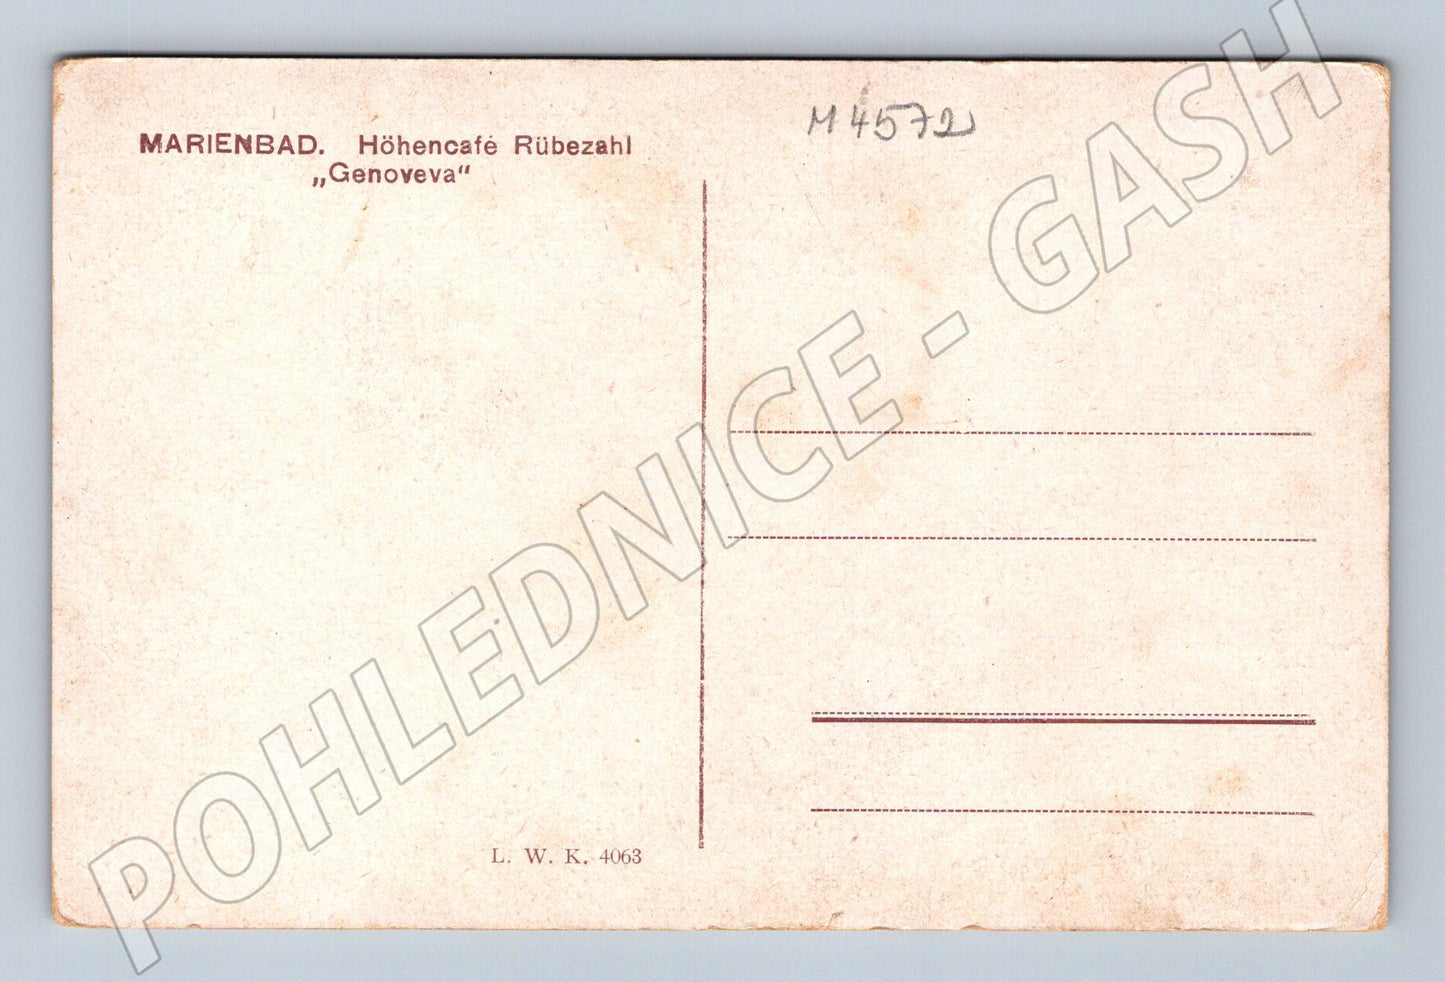 MARIENBAD. Höhencafé Rübezahl
„Genoveva“
M 4572
L. W. K. 4063
POHLEDNICE - GASH